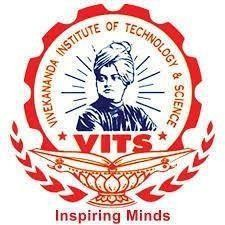 VIVEKANANDA INSTITUTE OF TECHNOLOGY & SCIENCE
VITS
Inspiring Minds